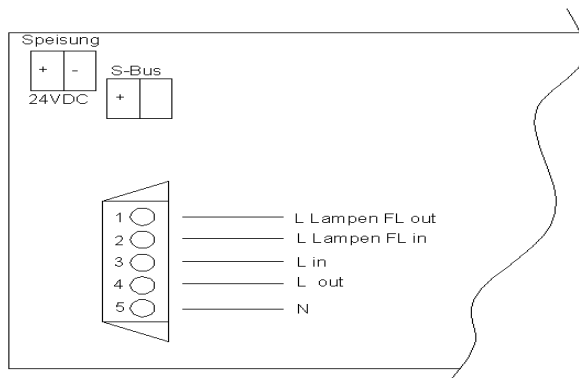 Speisung
+ -
24VDC
S-Bus
+
1 L Lampen FL out
2 L Lampen FL in
3 L in
4 L out
5 N